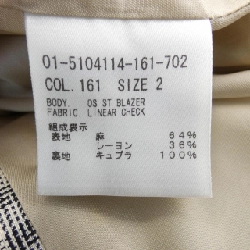 01-5104114-161-702
COL. 161 SIZE 2
BODY. OS ST BLAZER
FABRIC LINEAR C-ECK
組成表示
表地 麻 64%
レーヨン 36%
裏地 キュプラ 100%